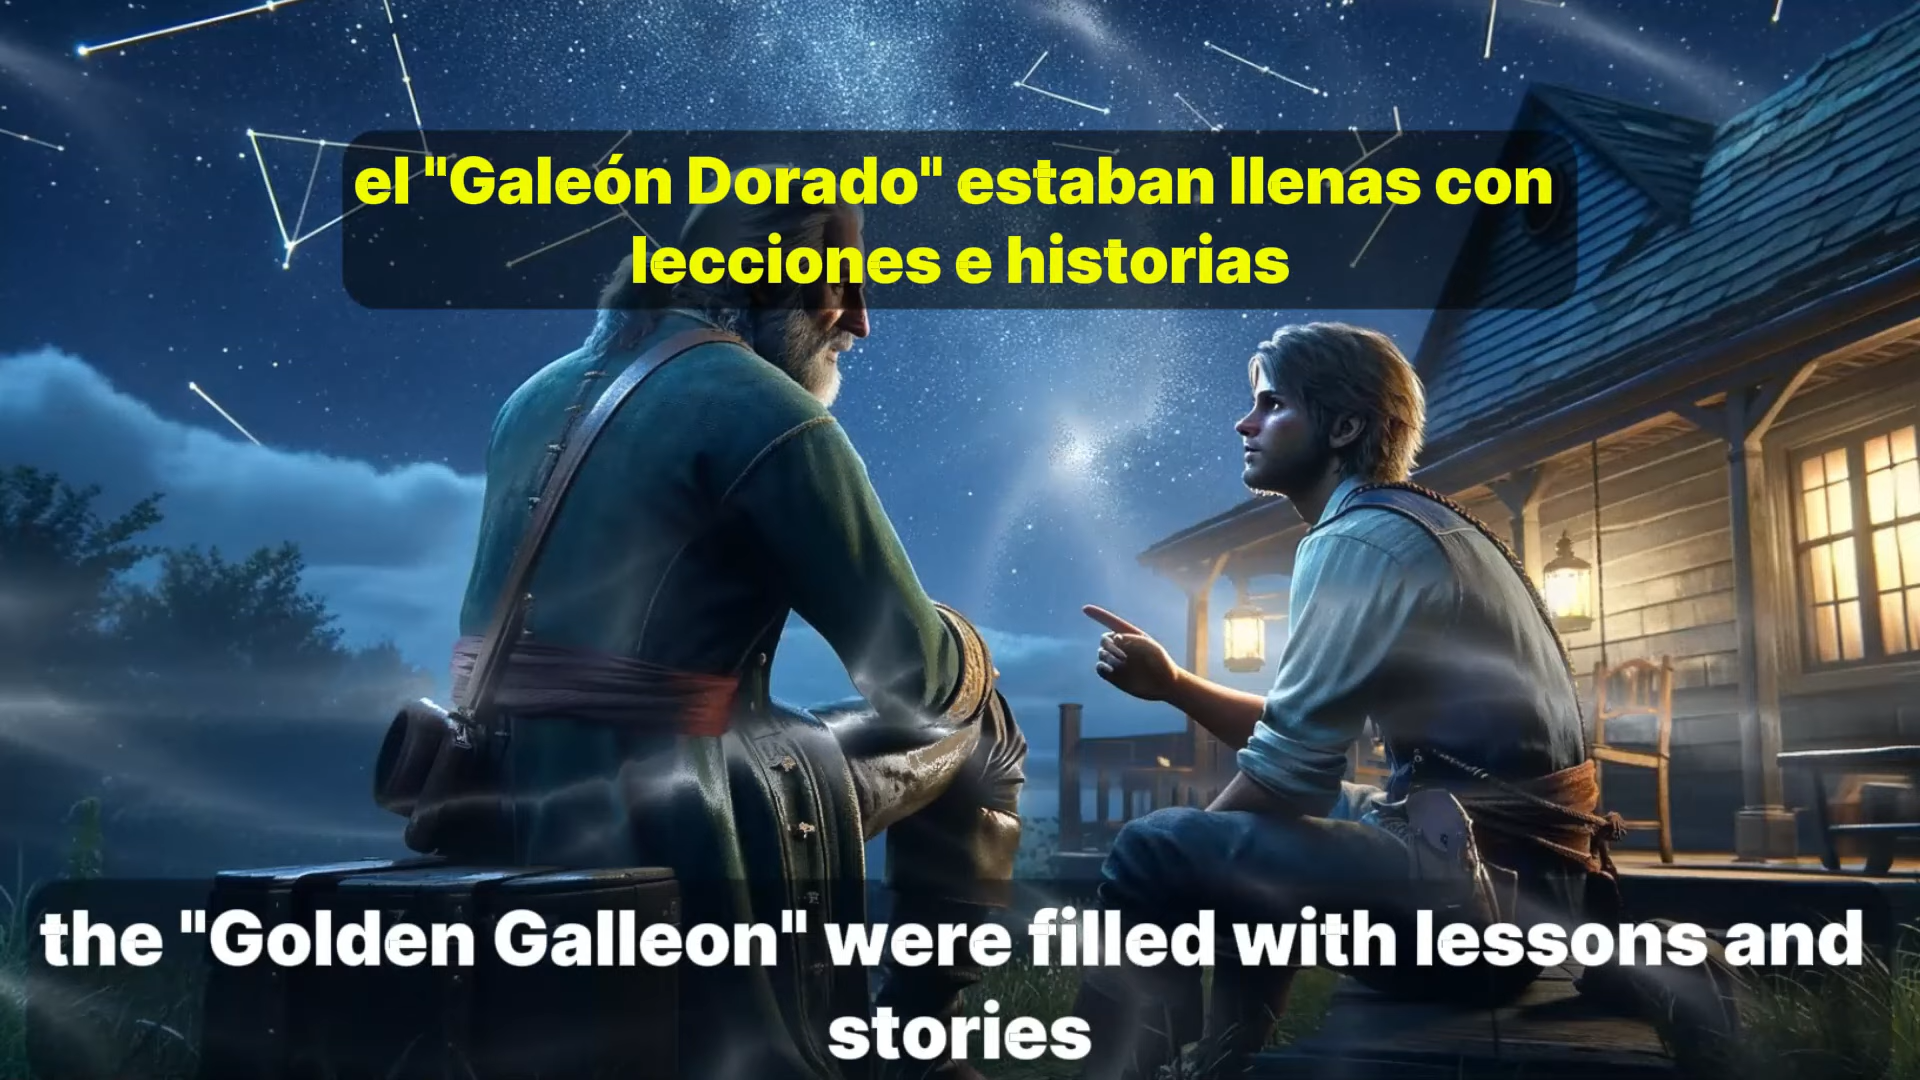 el "Galeón Dorado" estaban llenas con
lecciones e historias
the "Golden Galleon" were filled with lessons and
stories